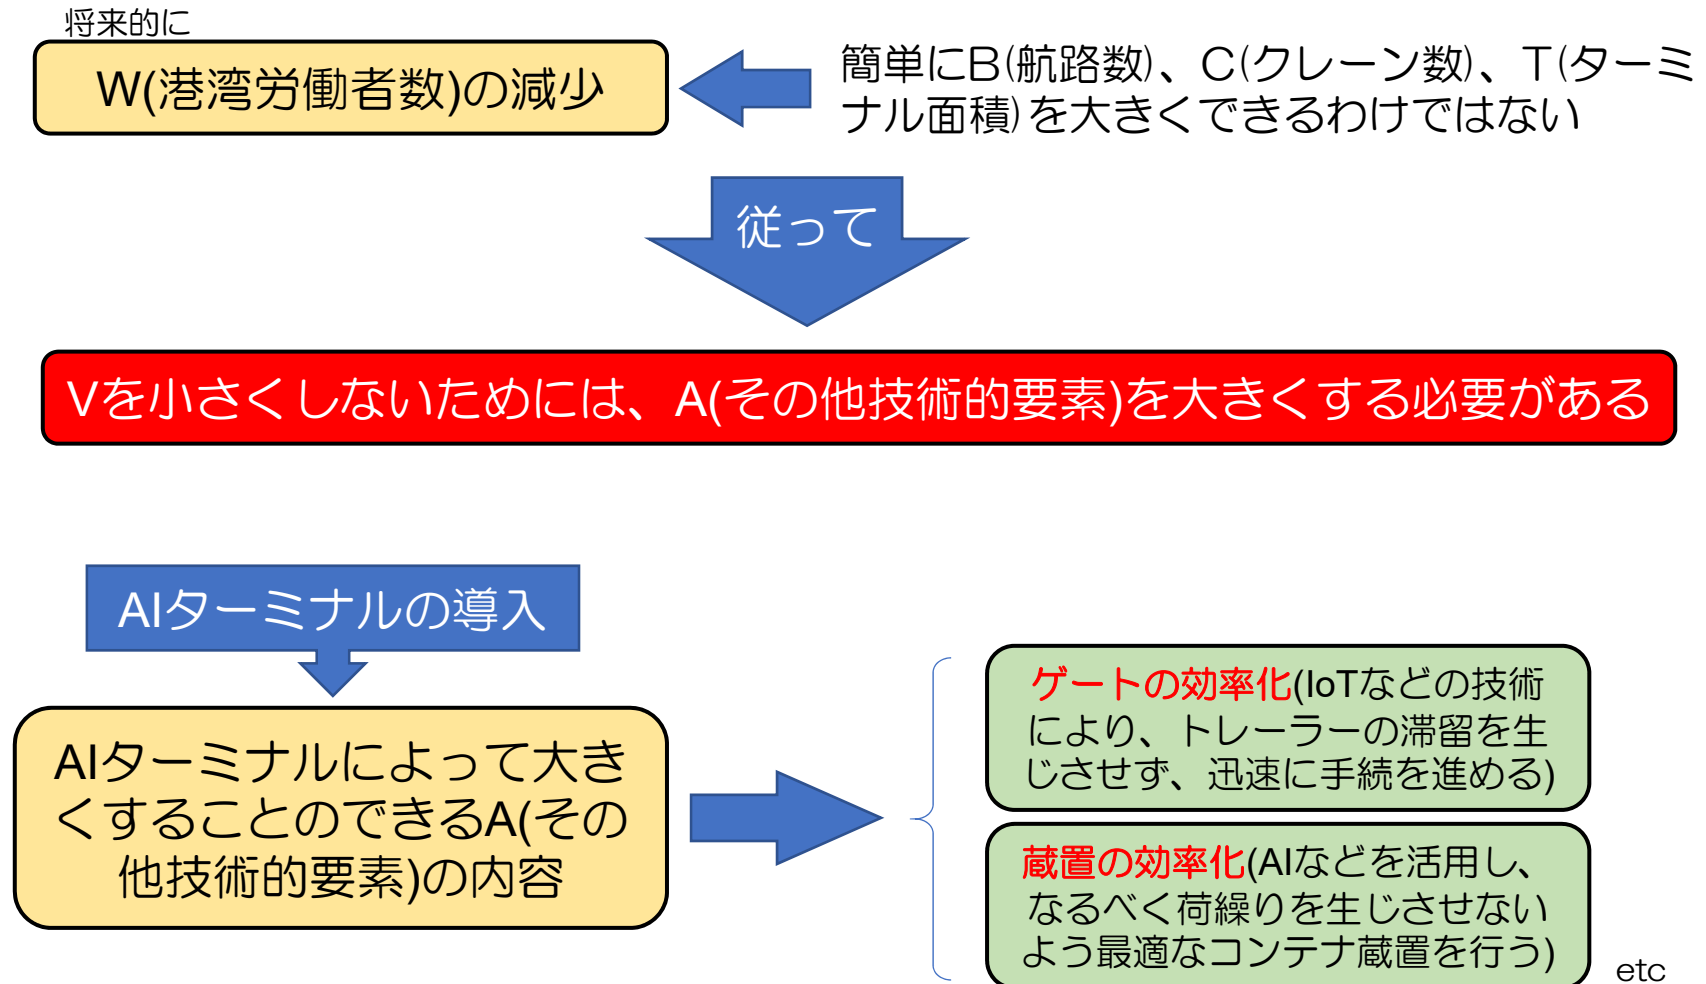 将来的に
W(港湾労働者数)の減少
簡単にB(航路数)、C(クレーン数)、T(ターミ
ナル面積)を大きくできるわけではない
従って
Vを小さくしないためには、A(その他技術的要素)を大きくする必要がある
AIターミナルの導入
AIターミナルによって大き
くすることのできるA(その
他技術的要素)の内容
ゲートの効率化(IoTなどの技術
により、トレーラーの滞留を生
じさせず、迅速に手続を進める)
蔵置の効率化(AIなどを活用し、
なるべく荷繰りを生じさせない
よう最適なコンテナ蔵置を行う)
etc